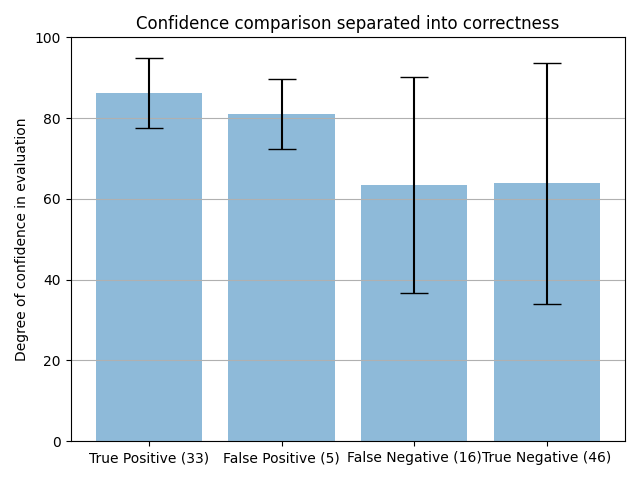 Confidence comparison separated into correctness
Degree of confidence in evaluation
100
80
60
40
20
0
True Positive (33)
False Positive (5)
False Negative (16)
True Negative (46)